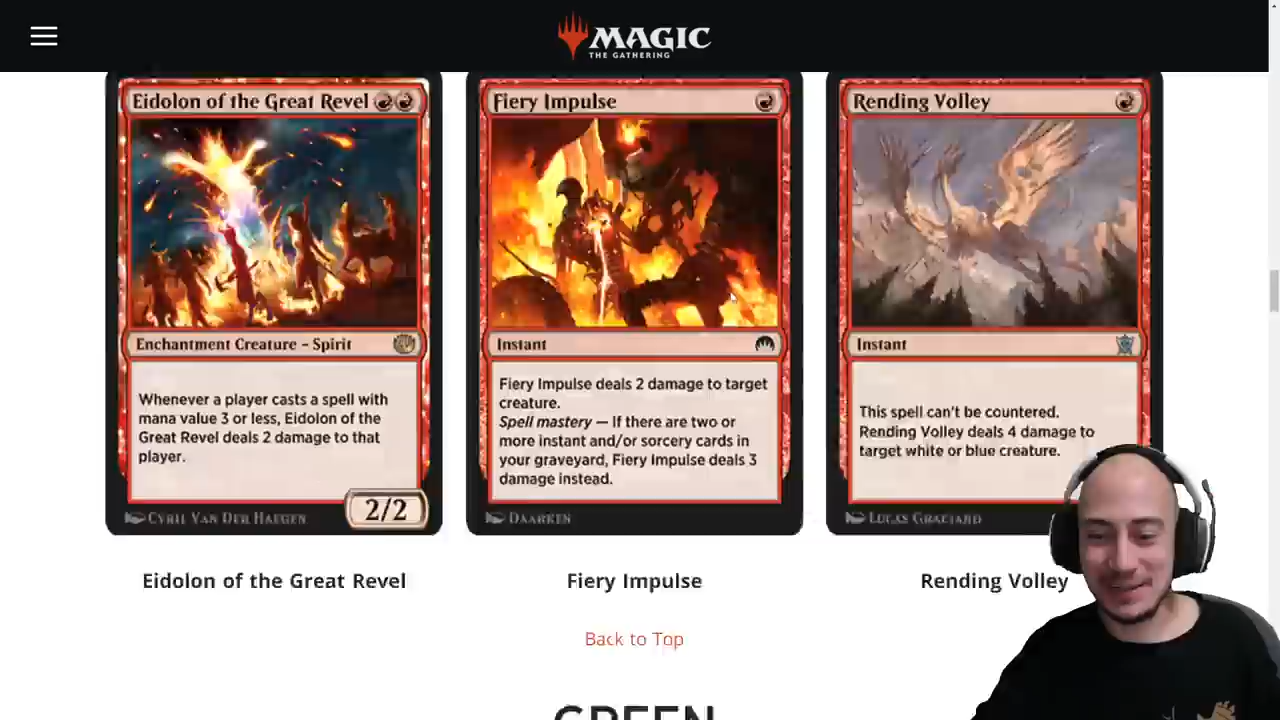 MAGIC
THE GATHERING
Eidolon of the Great Revel
Fiery Impulse
Rending Volley
Enchantment Creature – Spirit
Instant
Instant
Whenever a player casts a spell with
mana value 3 or less, Eidolon of the
Great Revel deals 2 damage to that
player.
Fiery Impulse deals 2 damage to target
creature.
Spell mastery — If there are two or
more instant and/or sorcery cards in
your graveyard, Fiery Impulse deals 3
damage instead.
This spell can't be countered.
Rending Volley deals 4 damage to
target white or blue creature.
2/2
Cyril Van Der Haegen
Daarken
Lucas Graciano
Eidolon of the Great Revel
Fiery Impulse
Rending Volley
Back to Top
GREEN